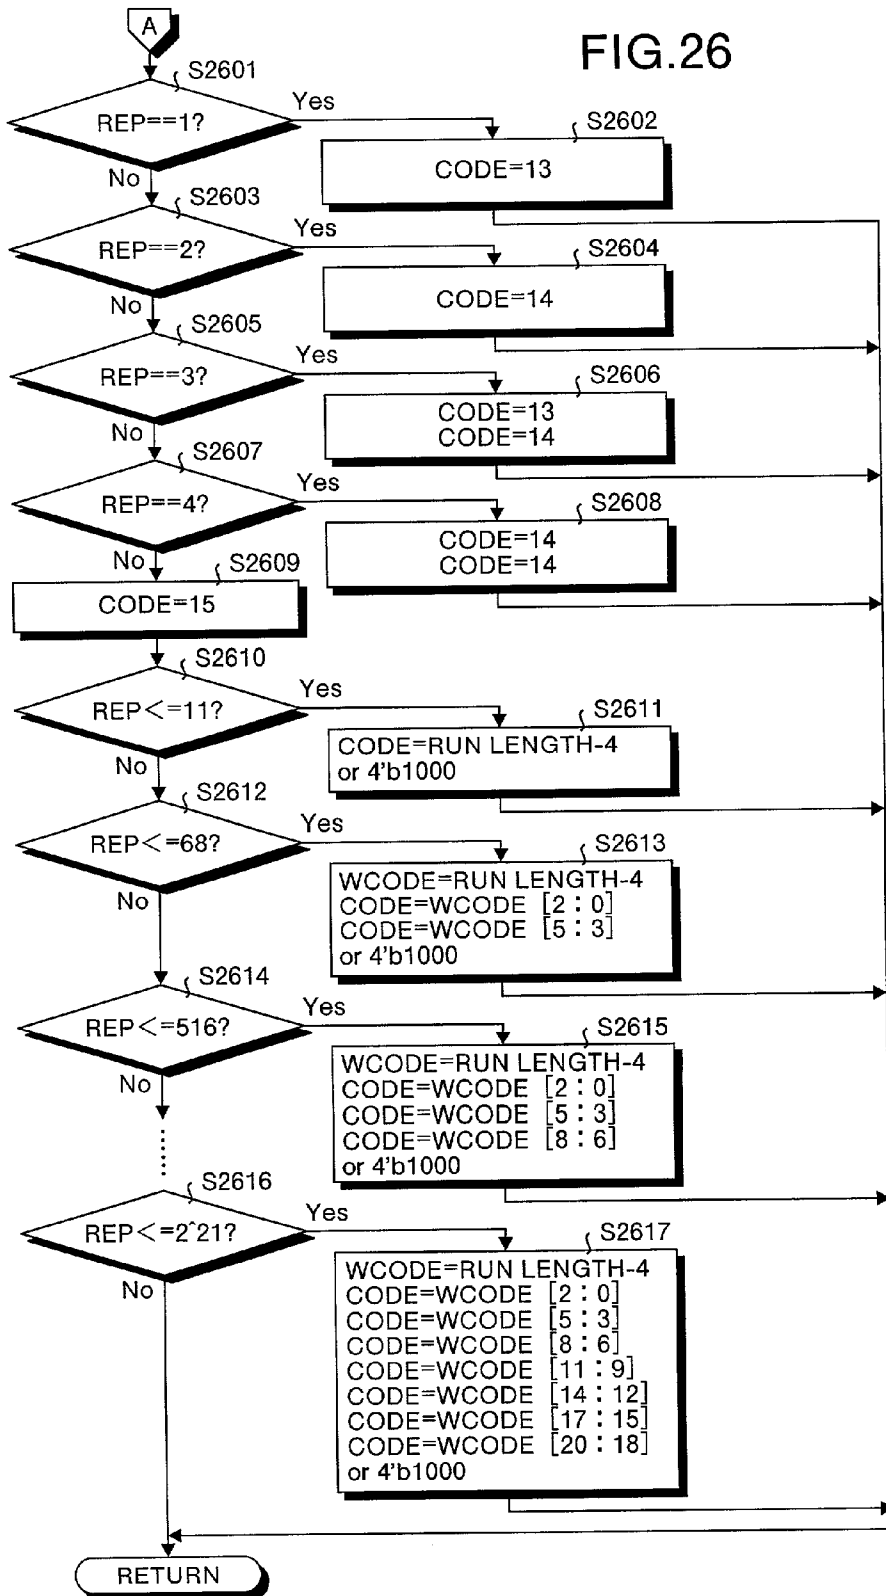 FIG.26
A
S2601
REP==1?
Yes
No
S2602
CODE=13
S2603
REP==2?
Yes
No
S2604
CODE=14
S2605
REP==3?
Yes
No
S2606
CODE=13
CODE=14
S2607
REP==4?
Yes
No
S2608
CODE=14
CODE=14
S2609
CODE=15
S2610
REP<=11?
Yes
No
S2611
CODE=RUN LENGTH-4
or 4'b1000
S2612
REP<=68?
Yes
No
S2613
WCODE=RUN LENGTH-4
CODE=WCODE [2:0]
CODE=WCODE [5:3]
or 4'b1000
S2614
REP<=516?
Yes
No
S2615
WCODE=RUN LENGTH-4
CODE=WCODE [2:0]
CODE=WCODE [5:3]
CODE=WCODE [8:6]
or 4'b1000
S2616
REP<=2^21?
Yes
No
S2617
WCODE=RUN LENGTH-4
CODE=WCODE [2:0]
CODE=WCODE [5:3]
CODE=WCODE [8:6]
CODE=WCODE [11:9]
CODE=WCODE [14:12]
CODE=WCODE [17:15]
CODE=WCODE [20:18]
or 4'b1000
RETURN